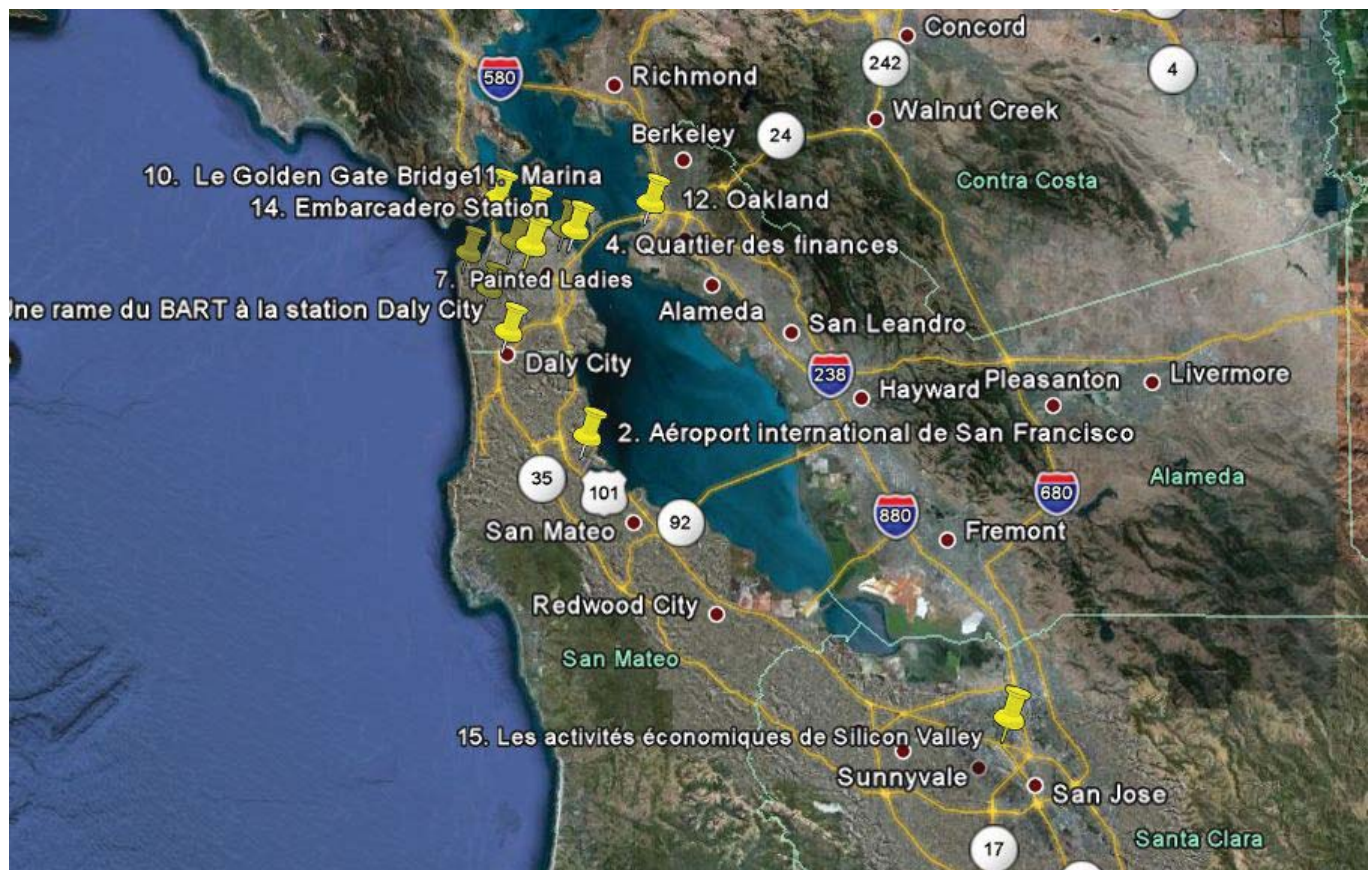 Concord
580
242
4
Richmond
Walnut Creek
Berkeley
24
10. Le Golden Gate Bridge11. Marina
Contra Costa
14. Embarcadero Station
12. Oakland
4. Quartier des finances
7. Painted Ladies
Alameda
Une rame du BART à la station Daly City
San Leandro
Daly City
238
Hayward
Pleasanton
Livermore
2. Aéroport international de San Francisco
35
101
Alameda
680
San Mateo
92
880
Fremont
Redwood City
San Mateo
15. Les activités économiques de Silicon Valley
Sunnyvale
San Jose
Santa Clara
17